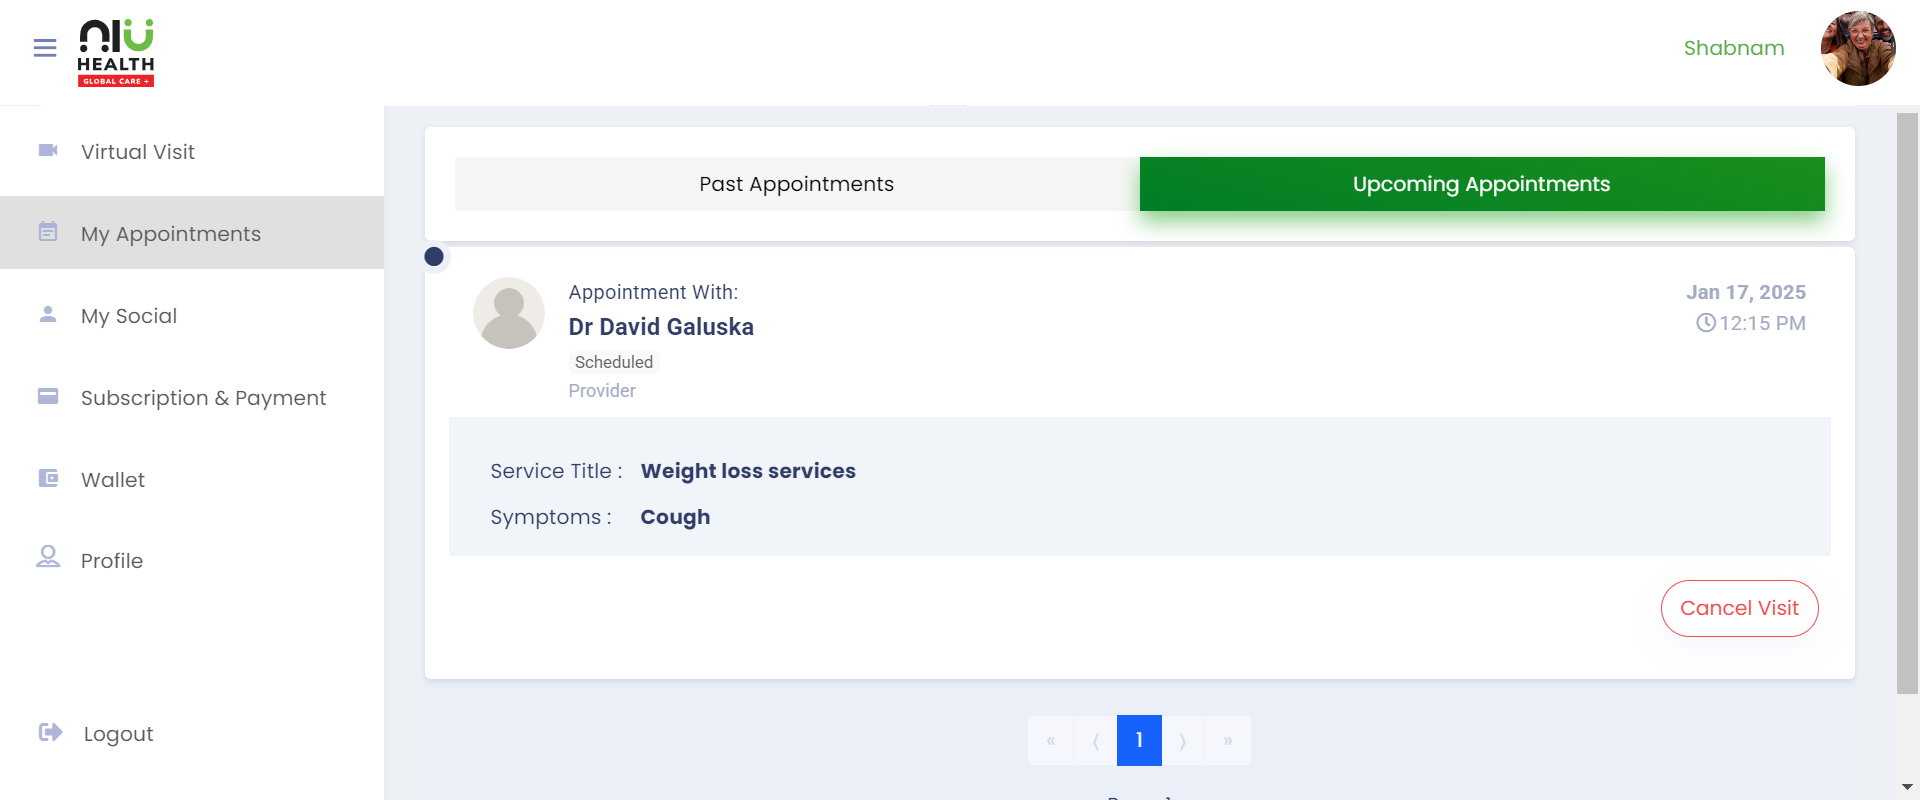 NIU
HEALTH
GLOBAL CARE +
Shabnam
Virtual Visit
My Appointments
My Social
Subscription & Payment
Wallet
Profile
Logout
Past Appointments
Upcoming Appointments
Appointment With:
Dr David Galuska
Scheduled
Provider
Jan 17, 2025
12:15 PM
Service Title : Weight loss services
Symptoms : Cough
Cancel Visit
« ⟨ 1 ⟩ »